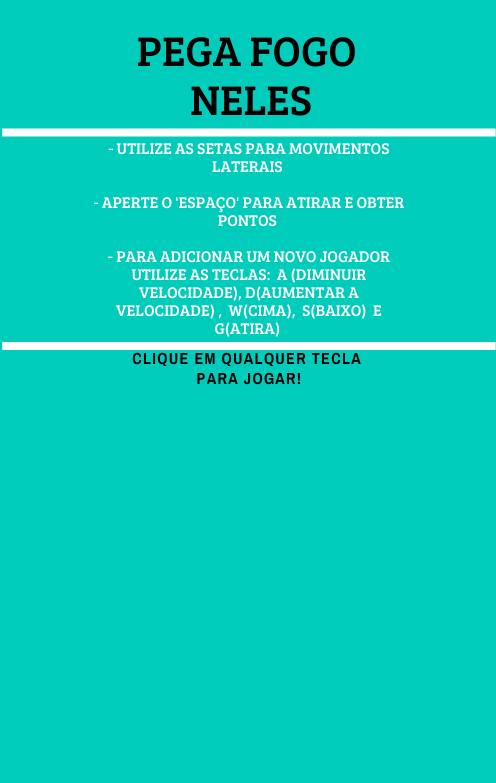 PEGA FOGO
NELES
- UTILIZE AS SETAS PARA MOVIMENTOS
LATERAIS
- APERTE O 'ESPAÇO' PARA ATIRAR E OBTER
PONTOS
- PARA ADICIONAR UM NOVO JOGADOR
UTILIZE AS TECLAS: A (DIMINUIR
VELOCIDADE), D(AUMENTAR A
VELOCIDADE) , W(CIMA), S(BAIXO) E
G(ATIRA)
CLIQUE EM QUALQUER TECLA
PARA JOGAR!